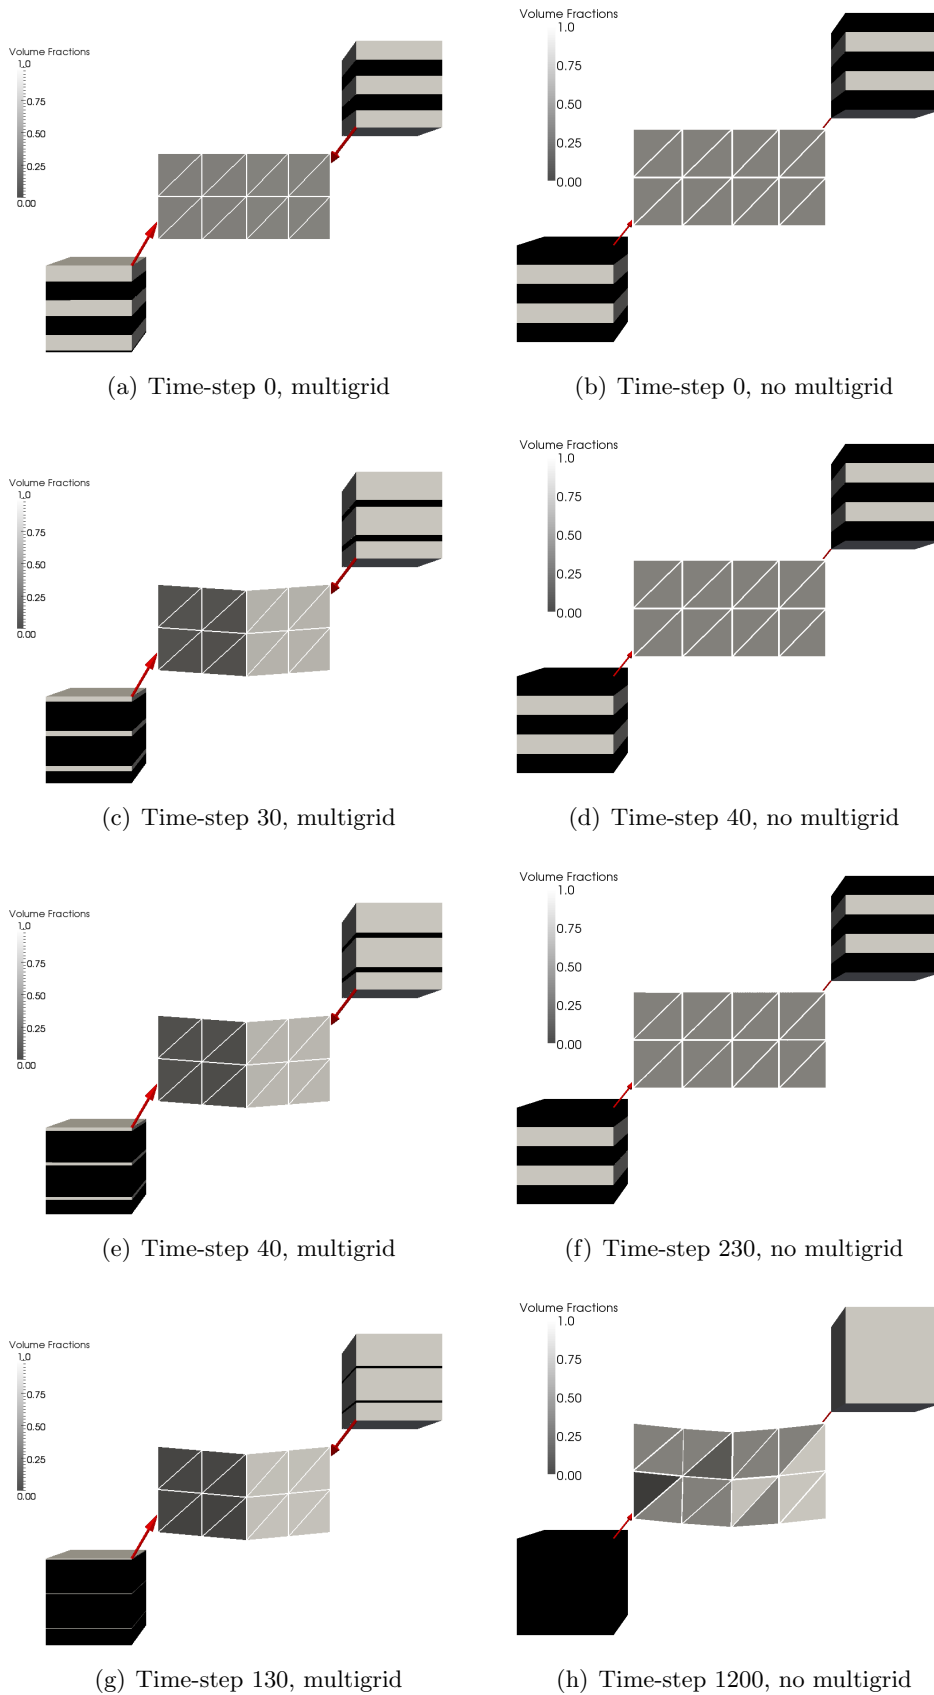 Volume Fractions
1.0
0.75
0.50
0.25
0.00
Volume Fractions
1.0
0.75
0.50
0.25
0.00
(a) Time-step 0, multigrid
(b) Time-step 0, no multigrid
Volume Fractions
1.0
0.75
0.50
0.25
0.00
Volume Fractions
1.0
0.75
0.50
0.25
0.00
(c) Time-step 30, multigrid
(d) Time-step 40, no multigrid
Volume Fractions
1.0
0.75
0.50
0.25
0.00
Volume Fractions
1.0
0.75
0.50
0.25
0.00
(e) Time-step 40, multigrid
(f) Time-step 230, no multigrid
Volume Fractions
1.0
0.75
0.50
0.25
0.00
Volume Fractions
1.0
0.75
0.50
0.25
0.00
(g) Time-step 130, multigrid
(h) Time-step 1200, no multigrid